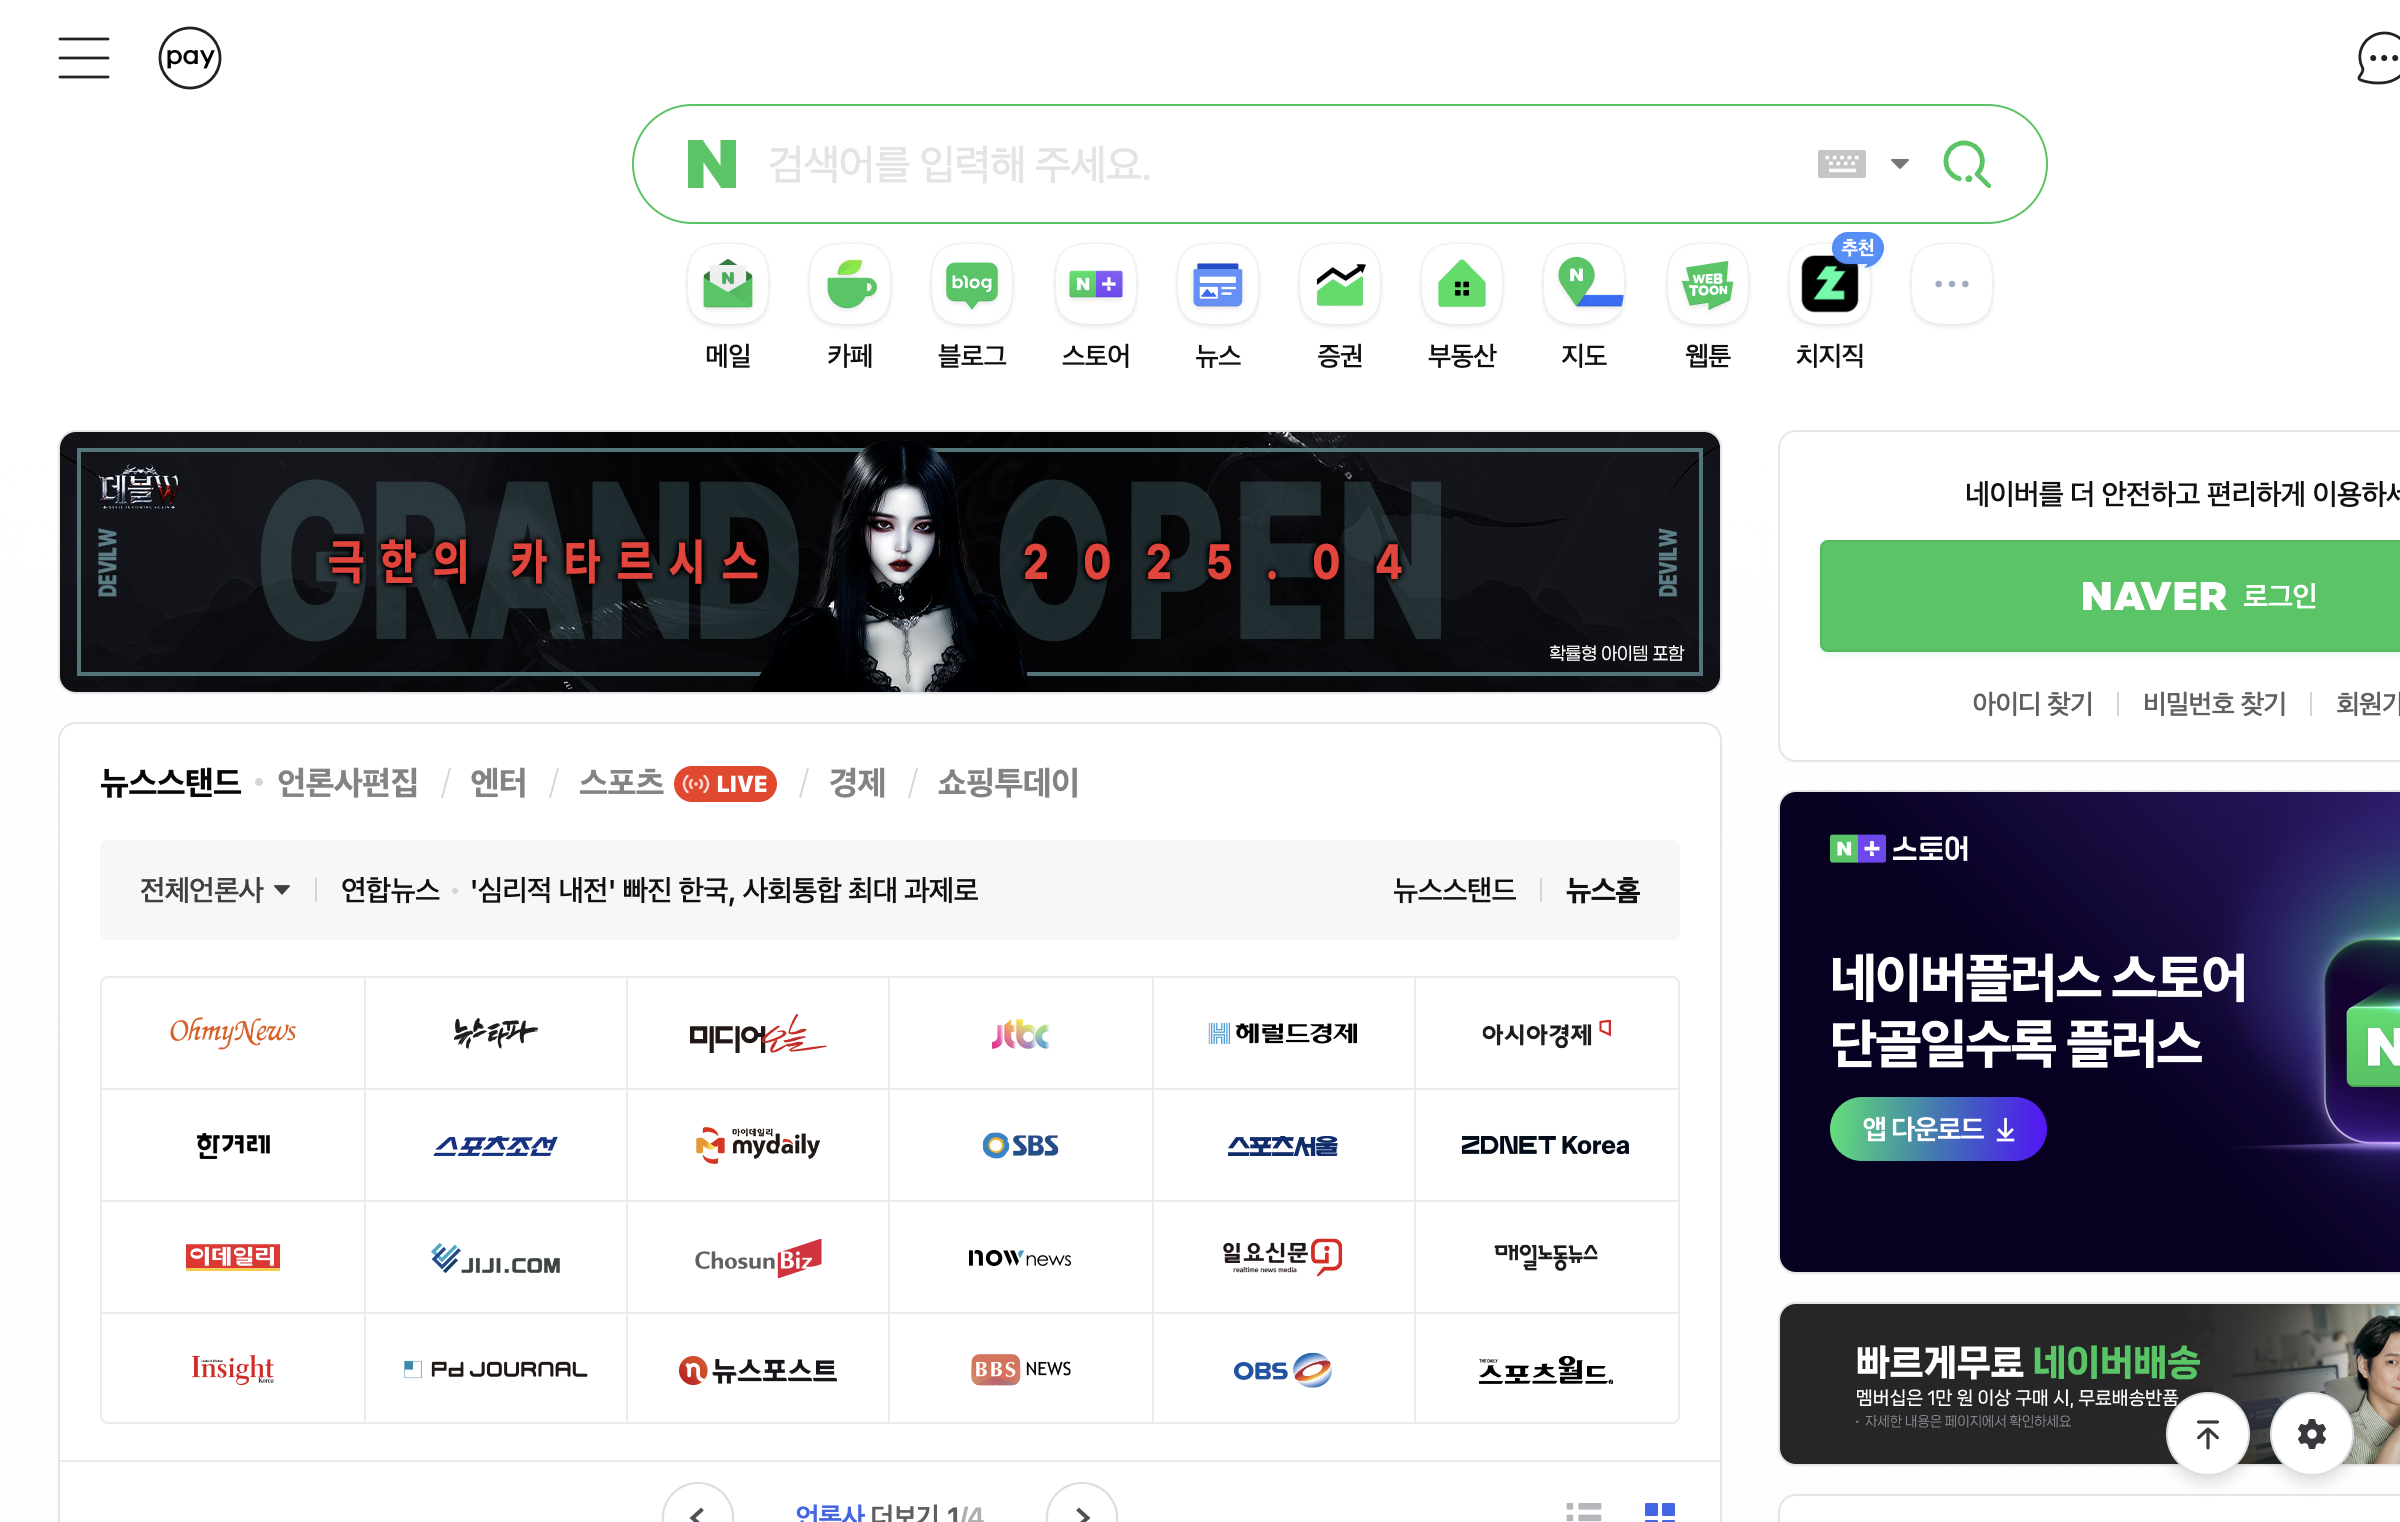 pay
N 검색어를 입력해 주세요.
추천
N
blog
N+
N
WEB
TOON
메일
카페
블로그
스토어
뉴스
증권
부동산
지도
웹툰
치지직
데블W
GRAND OPEN
극한의 카타르시스 2025.04
DEVILW
DEVILW
확률형 아이템 포함
네이버를 더 안전하고 편리하게
NAVER 로그인
아이디 찾기
비밀번호 찾기
뉴스스탠드 · 언론사편집 / 엔터 / 스포츠 LIVE / 경제 / 쇼핑투데이
전체언론사
연합뉴스 · '심리적 내전' 빠진 한국, 사회통합 최대 과제로
뉴스스탠드
뉴스홈
OhmyNews
뉴스타파
미디어오늘
jtbc
헤럴드경제
아시아경제
한겨레
스포츠조선
마이데일리
mydaily
SBS
스포츠서울
ZDNET Korea
이데일리
JIJI.COM
ChosunBiz
nownews
일요신문
realtime news media
매일노동뉴스
Insight
Korea
Pd JOURNAL
뉴스포스트
BBS NEWS
OBS
스포츠월드
언론사 더보기 1/4
N+ 스토어
네이버플러스 스토어
단골일수록 플러스
앱 다운로드
N
빠르게무료 네이버배송
멤버십은 1만 원 이상 구매 시, 무료배송반품
· 자세한 내용은 페이지에서 확인하세요